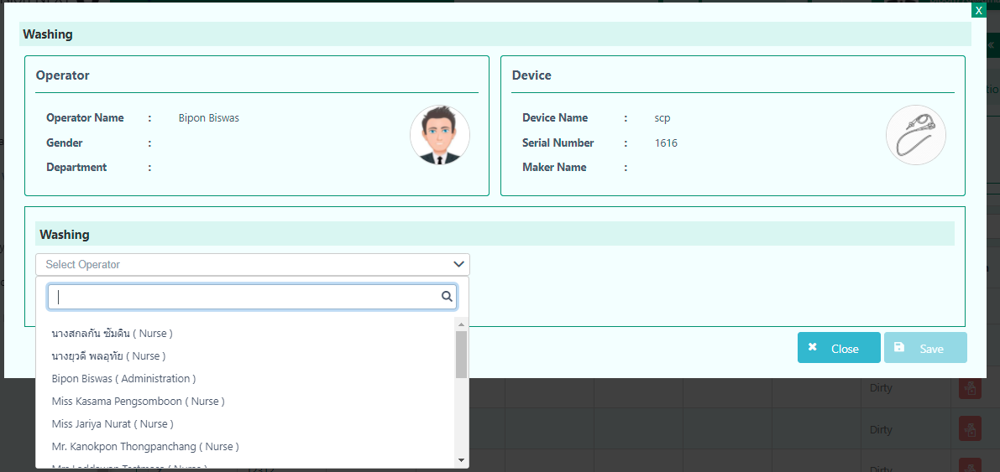 X
Washing
Operator
Operator Name : Bipon Biswas
Gender :
Department :
Device
Device Name : scp
Serial Number : 1616
Maker Name :
Washing
Select Operator
นางสกลกัน ซัมดิน ( Nurse )
นางยุวดี พลอุทัย ( Nurse )
Bipon Biswas ( Administration )
Miss Kasama Pengsomboon ( Nurse )
Miss Jariya Nurat ( Nurse )
Mr. Kanokpon Thongpanchang ( Nurse )
Close
Save
Dirty
Dirty
Dirty